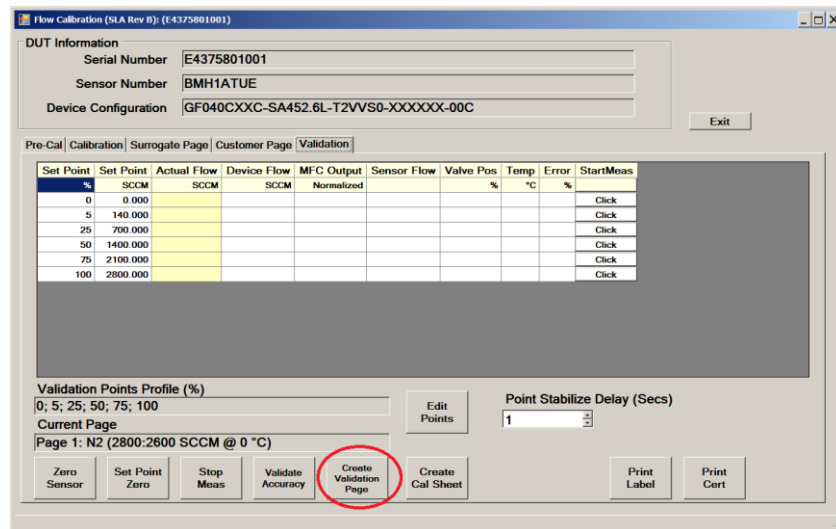 Flow Calibration (SLA Rev B): (E4375801001)
DUT Information
Serial Number E4375801001
Sensor Number BMH1ATUE
Device Configuration GF040CXXC-SA452.6L-T2VVS0-XXXXXX-00C
Exit
Pre-Cal Calibration Surrogate Page Customer Page Validation
Set Point Set Point Actual Flow Device Flow MFC Output Sensor Flow Valve Pos Temp Error StartMeas
% SCCM SCCM SCCM Normalized % °C %
0 0.000 Click
5 140.000 Click
25 700.000 Click
50 1400.000 Click
75 2100.000 Click
100 2800.000 Click
Validation Points Profile (%)
0; 5; 25; 50; 75; 100
Edit
Points
Point Stabilize Delay (Secs)
1
Current Page
Page 1: N2 (2800:2600 SCCM @ 0 °C)
Zero
Sensor
Set Point
Zero
Stop
Meas
Validate
Accuracy
Create
Validation
Page
Create
Cal Sheet
Print
Label
Print
Cert